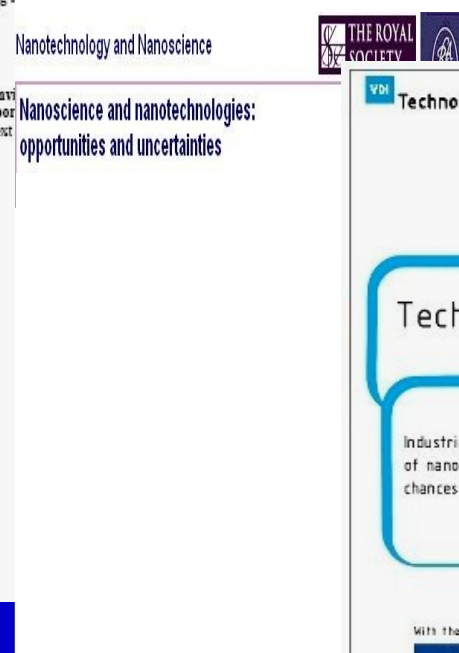 Nanotechnology and Nanoscience
THE ROYAL
SOCIETY
Nanoscience and nanotechnologies:
opportunities and uncertainties
VDI
Techno
Tech
Industri
of nano
chances
With the